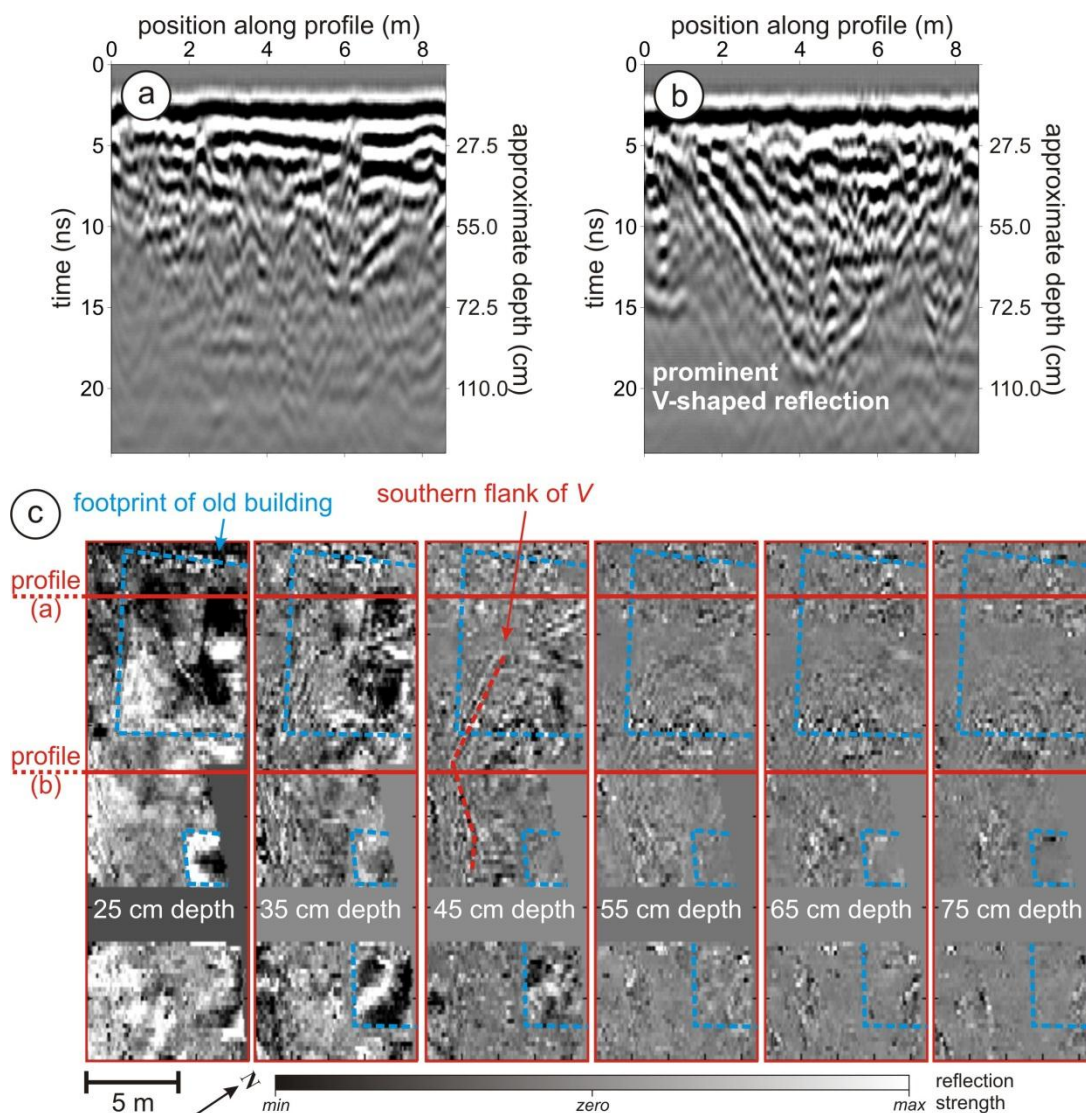 position along profile (m)
0 2 4 6 8
a
0
5
10
15
20
time (ns)
27.5
55.0
72.5
110.0
approximate depth (cm)
position along profile (m)
0 2 4 6 8
b
0
5
10
15
20
time (ns)
27.5
55.0
72.5
110.0
approximate depth (cm)
prominent
V-shaped reflection
c
footprint of old building
southern flank of V
profile
(a)
profile
(b)
25 cm depth
35 cm depth
45 cm depth
55 cm depth
65 cm depth
75 cm depth
5 m
N
min
zero
max
reflection
strength